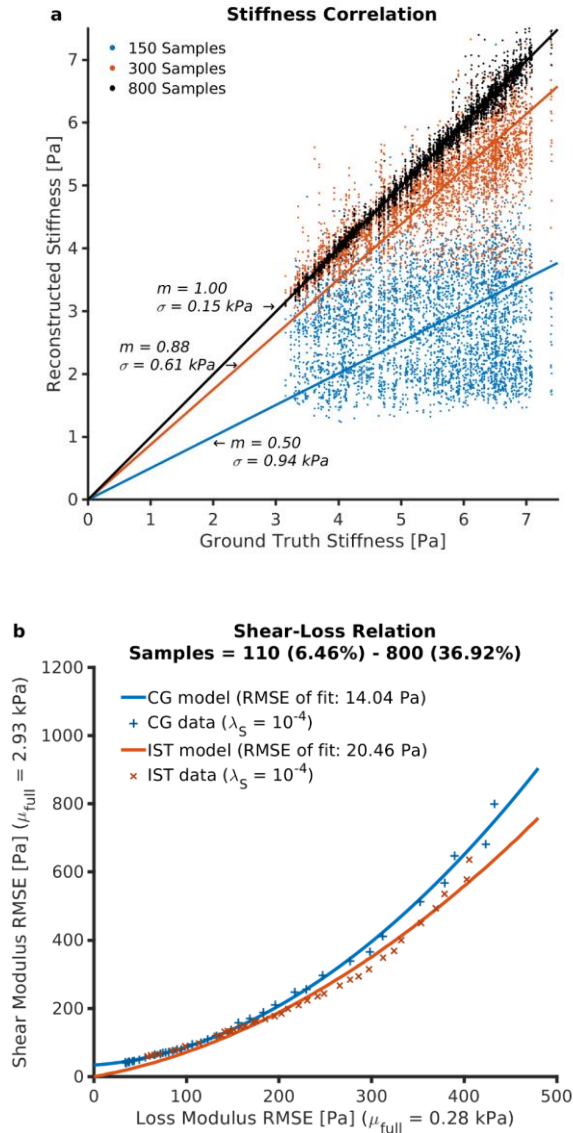 a
Stiffness Correlation
150 Samples
300 Samples
800 Samples
Reconstructed Stiffness [Pa]
7
6
5
4
3
2
1
0
m = 1.00
σ = 0.15 kPa →
m = 0.88
σ = 0.61 kPa →
← m = 0.50
σ = 0.94 kPa
0 1 2 3 4 5 6 7
Ground Truth Stiffness [Pa]
b
Shear-Loss Relation
Samples = 110 (6.46%) - 800 (36.92%)
Shear Modulus RMSE [Pa] (μfull = 2.93 kPa)
1200
1000
800
600
400
200
0
CG model (RMSE of fit: 14.04 Pa)
CG data (λS = 10-4)
IST model (RMSE of fit: 20.46 Pa)
IST data (λS = 10-4)
0 100 200 300 400 500
Loss Modulus RMSE [Pa] (μfull = 0.28 kPa)